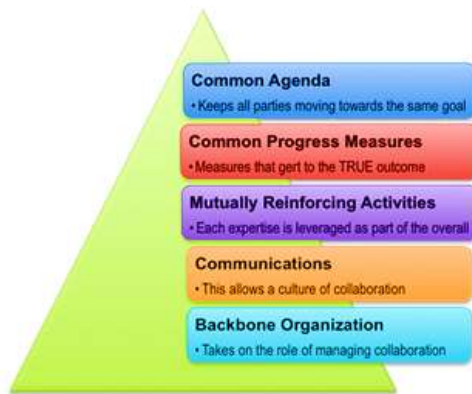 Common Agenda
• Keeps all parties moving towards the same goal
Common Progress Measures
• Measures that gert to the TRUE outcome
Mutually Reinforcing Activities
• Each expertise is leveraged as part of the overall
Communications
• This allows a culture of collaboration
Backbone Organization
• Takes on the role of managing collaboration